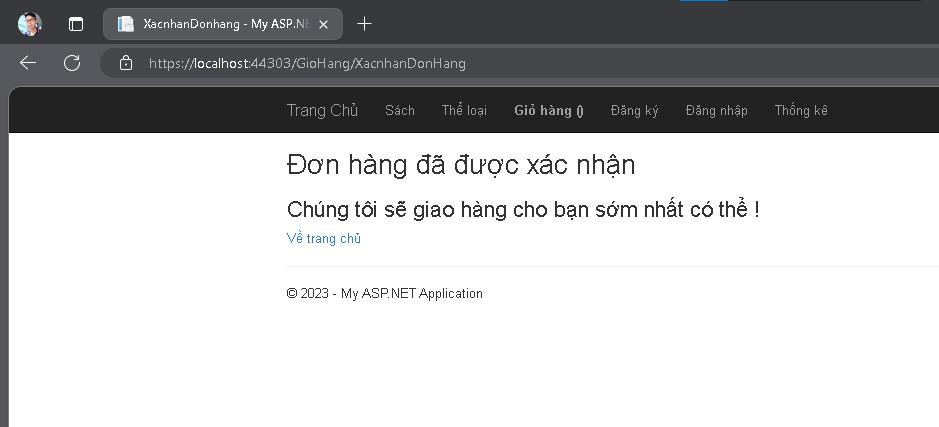 XacnhanDonhang - My ASP.NE
https://localhost:44303/GioHang/XacnhanDonHang
Trang Chủ Sách Thể loại Giỏ hàng () Đăng ký Đăng nhập Thống kê
Đơn hàng đã được xác nhận
Chúng tôi sẽ giao hàng cho bạn sớm nhất có thể !
Về trang chủ
© 2023 - My ASP.NET Application